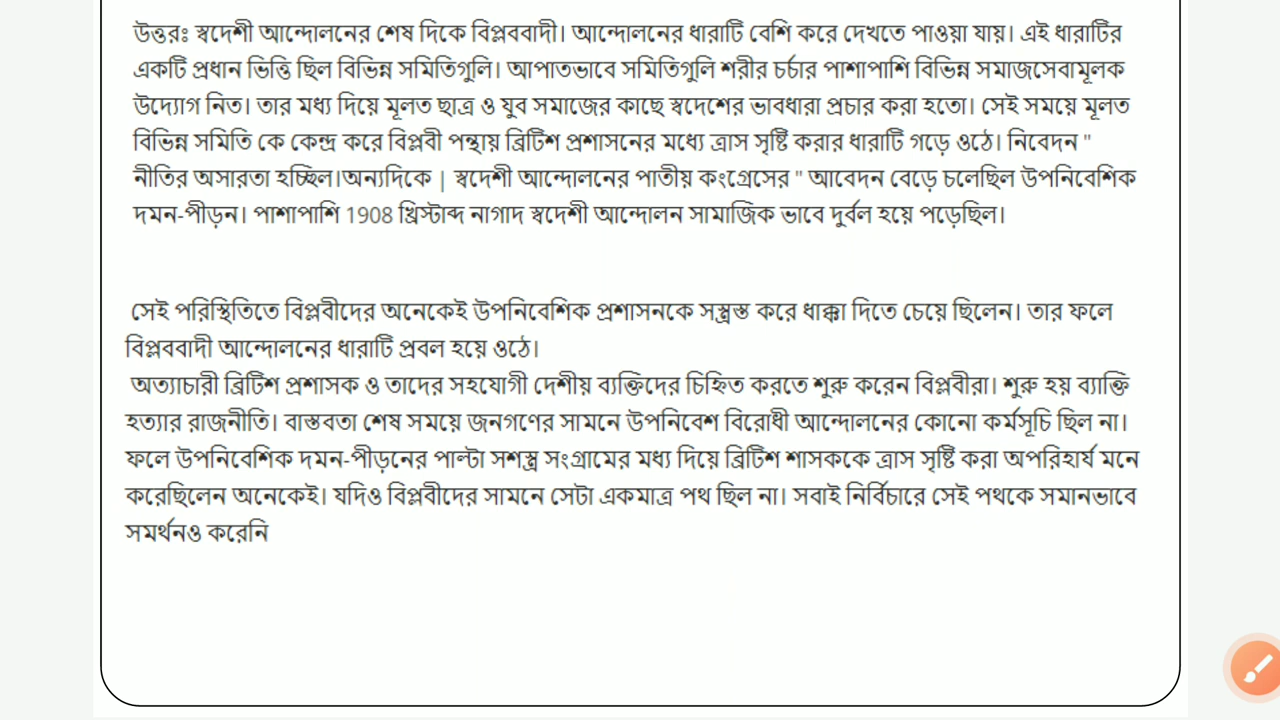 উত্তরঃ স্বদেশী আন্দোলনের শেষ দিকে বিপ্লববাদী। আন্দোলনের ধারাটি বেশি করে দেখতে পাওয়া যায়। এই ধারাটির
একটি প্রধান ভিত্তি ছিল বিভিন্ন সমিতিগুলি। আপাতভাবে সমিতিগুলি শরীর চর্চার পাশাপাশি বিভিন্ন সমাজসেবামূলক
উদ্যোগ নিত। তার মধ্য দিয়ে মূলত ছাত্র ও যুব সমাজের কাছে স্বদেশের ভাবধারা প্রচার করা হতো। সেই সময়ে মূলত
বিভিন্ন সমিতি কে কেন্দ্র করে বিপ্লবী পন্থায় ব্রিটিশ প্রশাসনের মধ্যে ত্রাস সৃষ্টি করার ধারাটি গড়ে ওঠে। নিবেদন "
নীতির অসারতা হচ্ছিল।অন্যদিকে | স্বদেশী আন্দোলনের পাতীয় কংগ্রেসের " আবেদন বেড়ে চলেছিল উপনিবেশিক
দমন-পীড়ন। পাশাপাশি 1908 খ্রিস্টাব্দ নাগাদ স্বদেশী আন্দোলন সামাজিক ভাবে দুর্বল হয়ে পড়েছিল।
সেই পরিস্থিতিতে বিপ্লবীদের অনেকেই উপনিবেশিক প্রশাসনকে সন্ত্রস্ত করে ধাক্কা দিতে চেয়ে ছিলেন। তার ফলে
বিপ্লববাদী আন্দোলনের ধারাটি প্রবল হয়ে ওঠে।
অত্যাচারী ব্রিটিশ প্রশাসক ও তাদের সহযোগী দেশীয় ব্যক্তিদের চিহ্নিত করতে শুরু করেন বিপ্লবীরা। শুরু হয় ব্যাক্তি
হত্যার রাজনীতি। বাস্তবতা শেষ সময়ে জনগণের সামনে উপনিবেশ বিরোধী আন্দোলনের কোনো কর্মসূচি ছিল না।
ফলে উপনিবেশিক দমন-পীড়নের পাল্টা সশস্ত্র সংগ্রামের মধ্য দিয়ে ব্রিটিশ শাসককে ত্রাস সৃষ্টি করা অপরিহার্য মনে
করেছিলেন অনেকেই। যদিও বিপ্লবীদের সামনে সেটা একমাত্র পথ ছিল না। সবাই নির্বিচারে সেই পথকে সমানভাবে
সমর্থনও করেনি